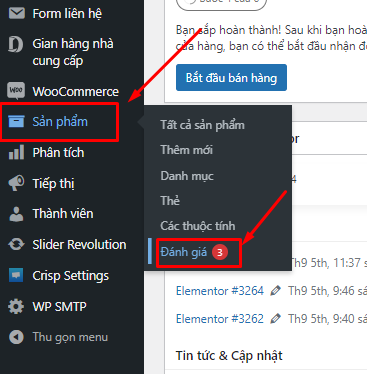 Form liên hệ
Gian hàng nhà
cung cấp
WooCommerce
Sản phẩm
Phân tích
Tiếp thị
Thành viên
Slider Revolution
Crisp Settings
WP SMTP
Thu gọn menu
Tất cả sản phẩm
Thêm mới
Danh mục
Thẻ
Các thuộc tính
Đánh giá 3
Bạn sắp hoàn thành! Sau khi bạn hoà
cửa hàng, bạn có thể bắt đầu nhận đ
Bắt đầu bán hàng
or
4
Th9 5th, 11:37 s
Elementor #3264 Th9 5th, 9:46 sá
Elementor #3262 Th9 5th, 9:40 sá
Tin tức & Cập nhật